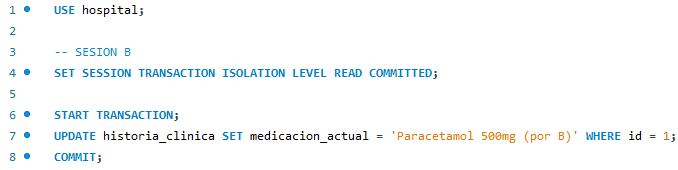 1 USE hospital;
2
3 -- SESION B
4 SET SESSION TRANSACTION ISOLATION LEVEL READ COMMITTED;
5
6 START TRANSACTION;
7 UPDATE historia_clinica SET medicacion_actual = 'Paracetamol 500mg (por B)' WHERE id = 1;
8 COMMIT;